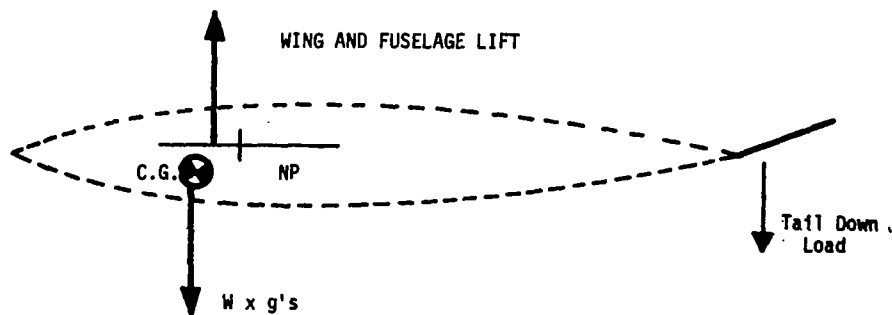 WING AND FUSELAGE LIFT
C.G.
NP
Tail Down
Load
W x g's